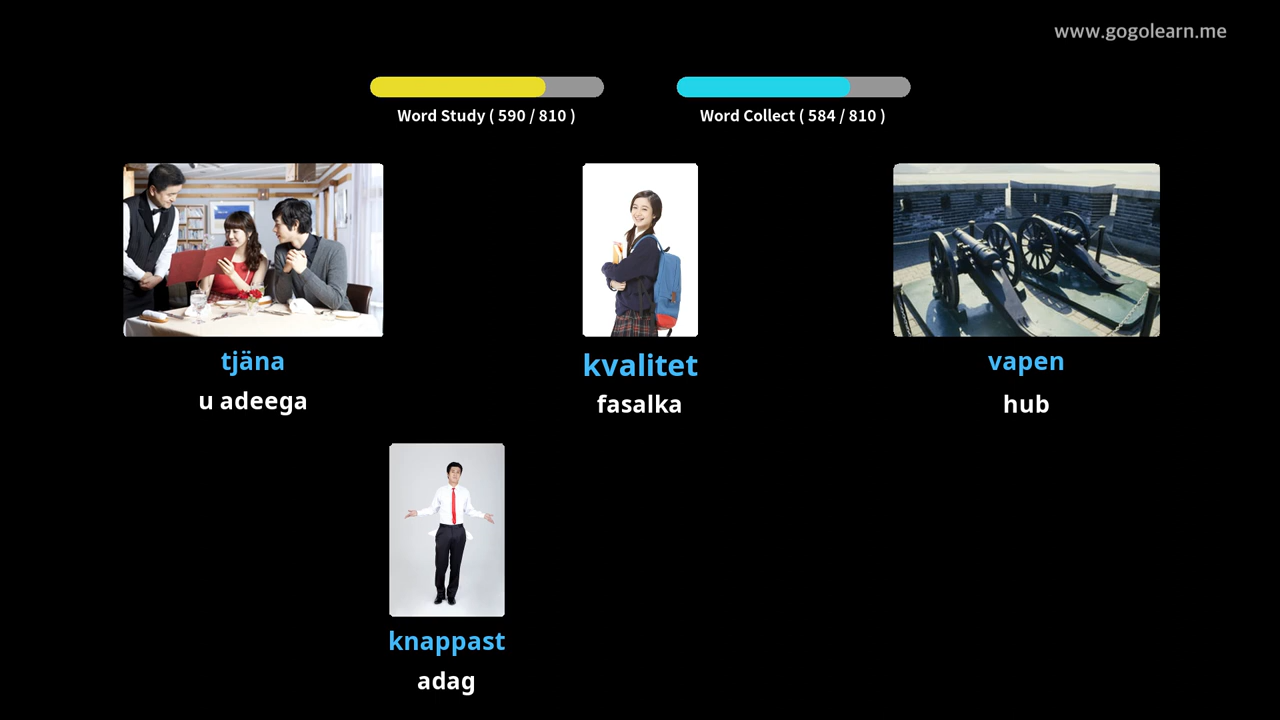 www.gogolearn.me
Word Study ( 590 / 810 )
Word Collect ( 584 / 810 )
tjäna
u adeega
kvalitet
fasalka
vapen
hub
knappast
adag